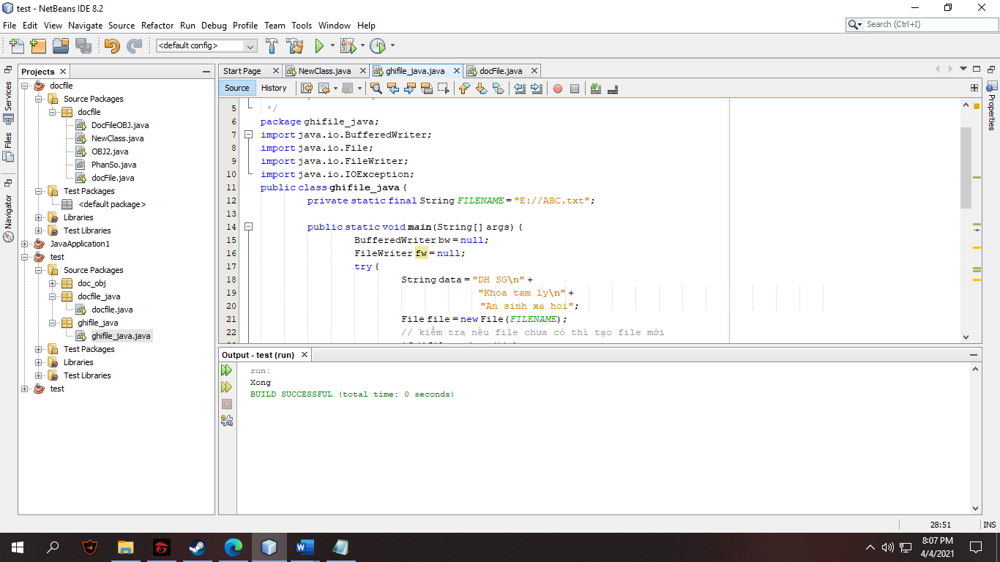 test - NetBeans IDE 8.2
File Edit View Navigate Source Refactor Run Debug Profile Team Tools Window Help
Search (Ctrl+I)
<default config>
Services
Files
Navigator
Projects
docfile
Source Packages
docfile
DocFileOBJ.java
NewClass.java
OBJ2.java
PhanSo.java
docFile.java
Test Packages
<default package>
Libraries
Test Libraries
JavaApplication1
test
Source Packages
doc_obj
docfile_java
docfile.java
ghifile_java
ghifile_java.java
Test Packages
Libraries
Test Libraries
test
Start Page NewClass.java ghifile_java.java docFile.java
Source History
5 */
6 package ghifile_java;
7 import java.io.BufferedWriter;
8 import java.io.File;
9 import java.io.FileWriter;
10 import java.io.IOException;
11 public class ghifile_java {
12 private static final String FILENAME = "E://ABC.txt";
13
14 public static void main(String[] args) {
15 BufferedWriter bw = null;
16 FileWriter fw = null;
17 try {
18 String data = "DH SG\n" +
19 "Khoa tam ly\n" +
20 "An sinh xa hoi";
21 File file = new File(FILENAME);
22 // kiểm tra nếu file chưa có thì tạo file mới
Properties
Output - test (run)
run:
Xong
BUILD SUCCESSFUL (total time: 0 seconds)
28:51 INS
8:07 PM
4/4/2021